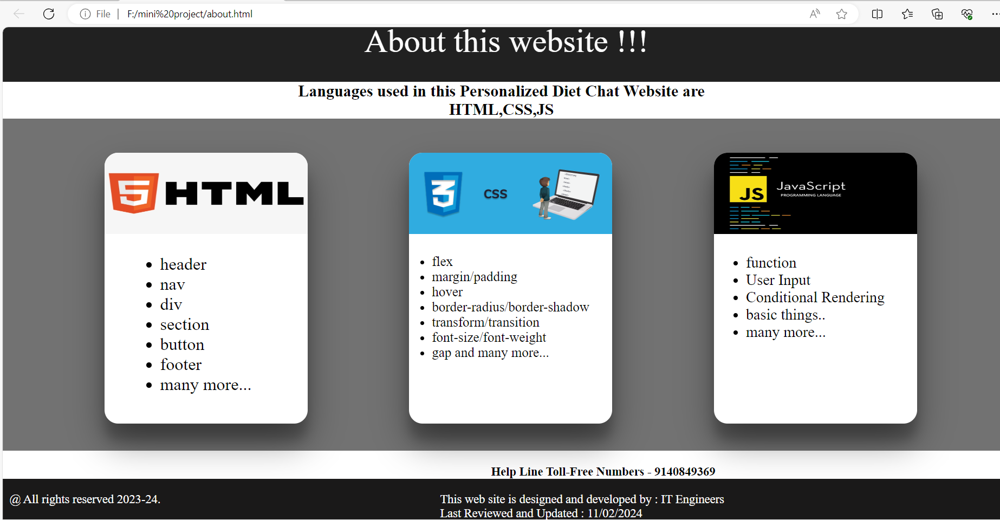 File | F:/mini%20project/about.html
About this website !!!
Languages used in this Personalized Diet Chat Website are
HTML,CSS,JS
5 HTML
3 CSS
JS JavaScript
PROGRAMMING LANGUAGE
• header
• nav
• div
• section
• button
• footer
• many more...
• flex
• margin/padding
• hover
• border-radius/border-shadow
• transform/transition
• font-size/font-weight
• gap and many more...
• function
• User Input
• Conditional Rendering
• basic things..
• many more...
Help Line Toll-Free Numbers - 9140849369
@ All rights reserved 2023-24.
This web site is designed and developed by : IT Engineers
Last Reviewed and Updated : 11/02/2024